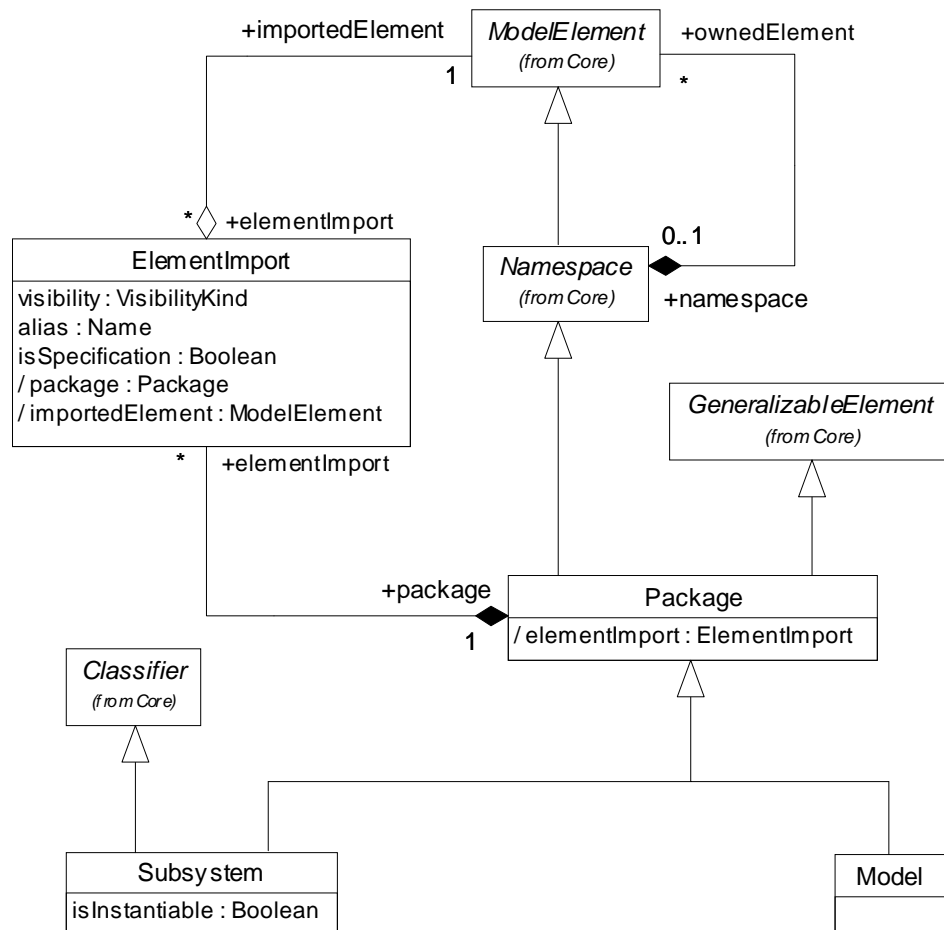 +importedElement
ModelElement
(from Core)
+ownedElement
1
*
* +elementImport
ElementImport
visibility : VisibilityKind
alias : Name
isSpecification : Boolean
/ package : Package
/ importedElement : ModelElement
0..1
Namespace
(from Core)
+namespace
GeneralizableElement
(from Core)
* +elementImport
+package
1
Package
/ elementImport : ElementImport
Classifier
(from Core)
Subsystem
isInstantiable : Boolean
Model